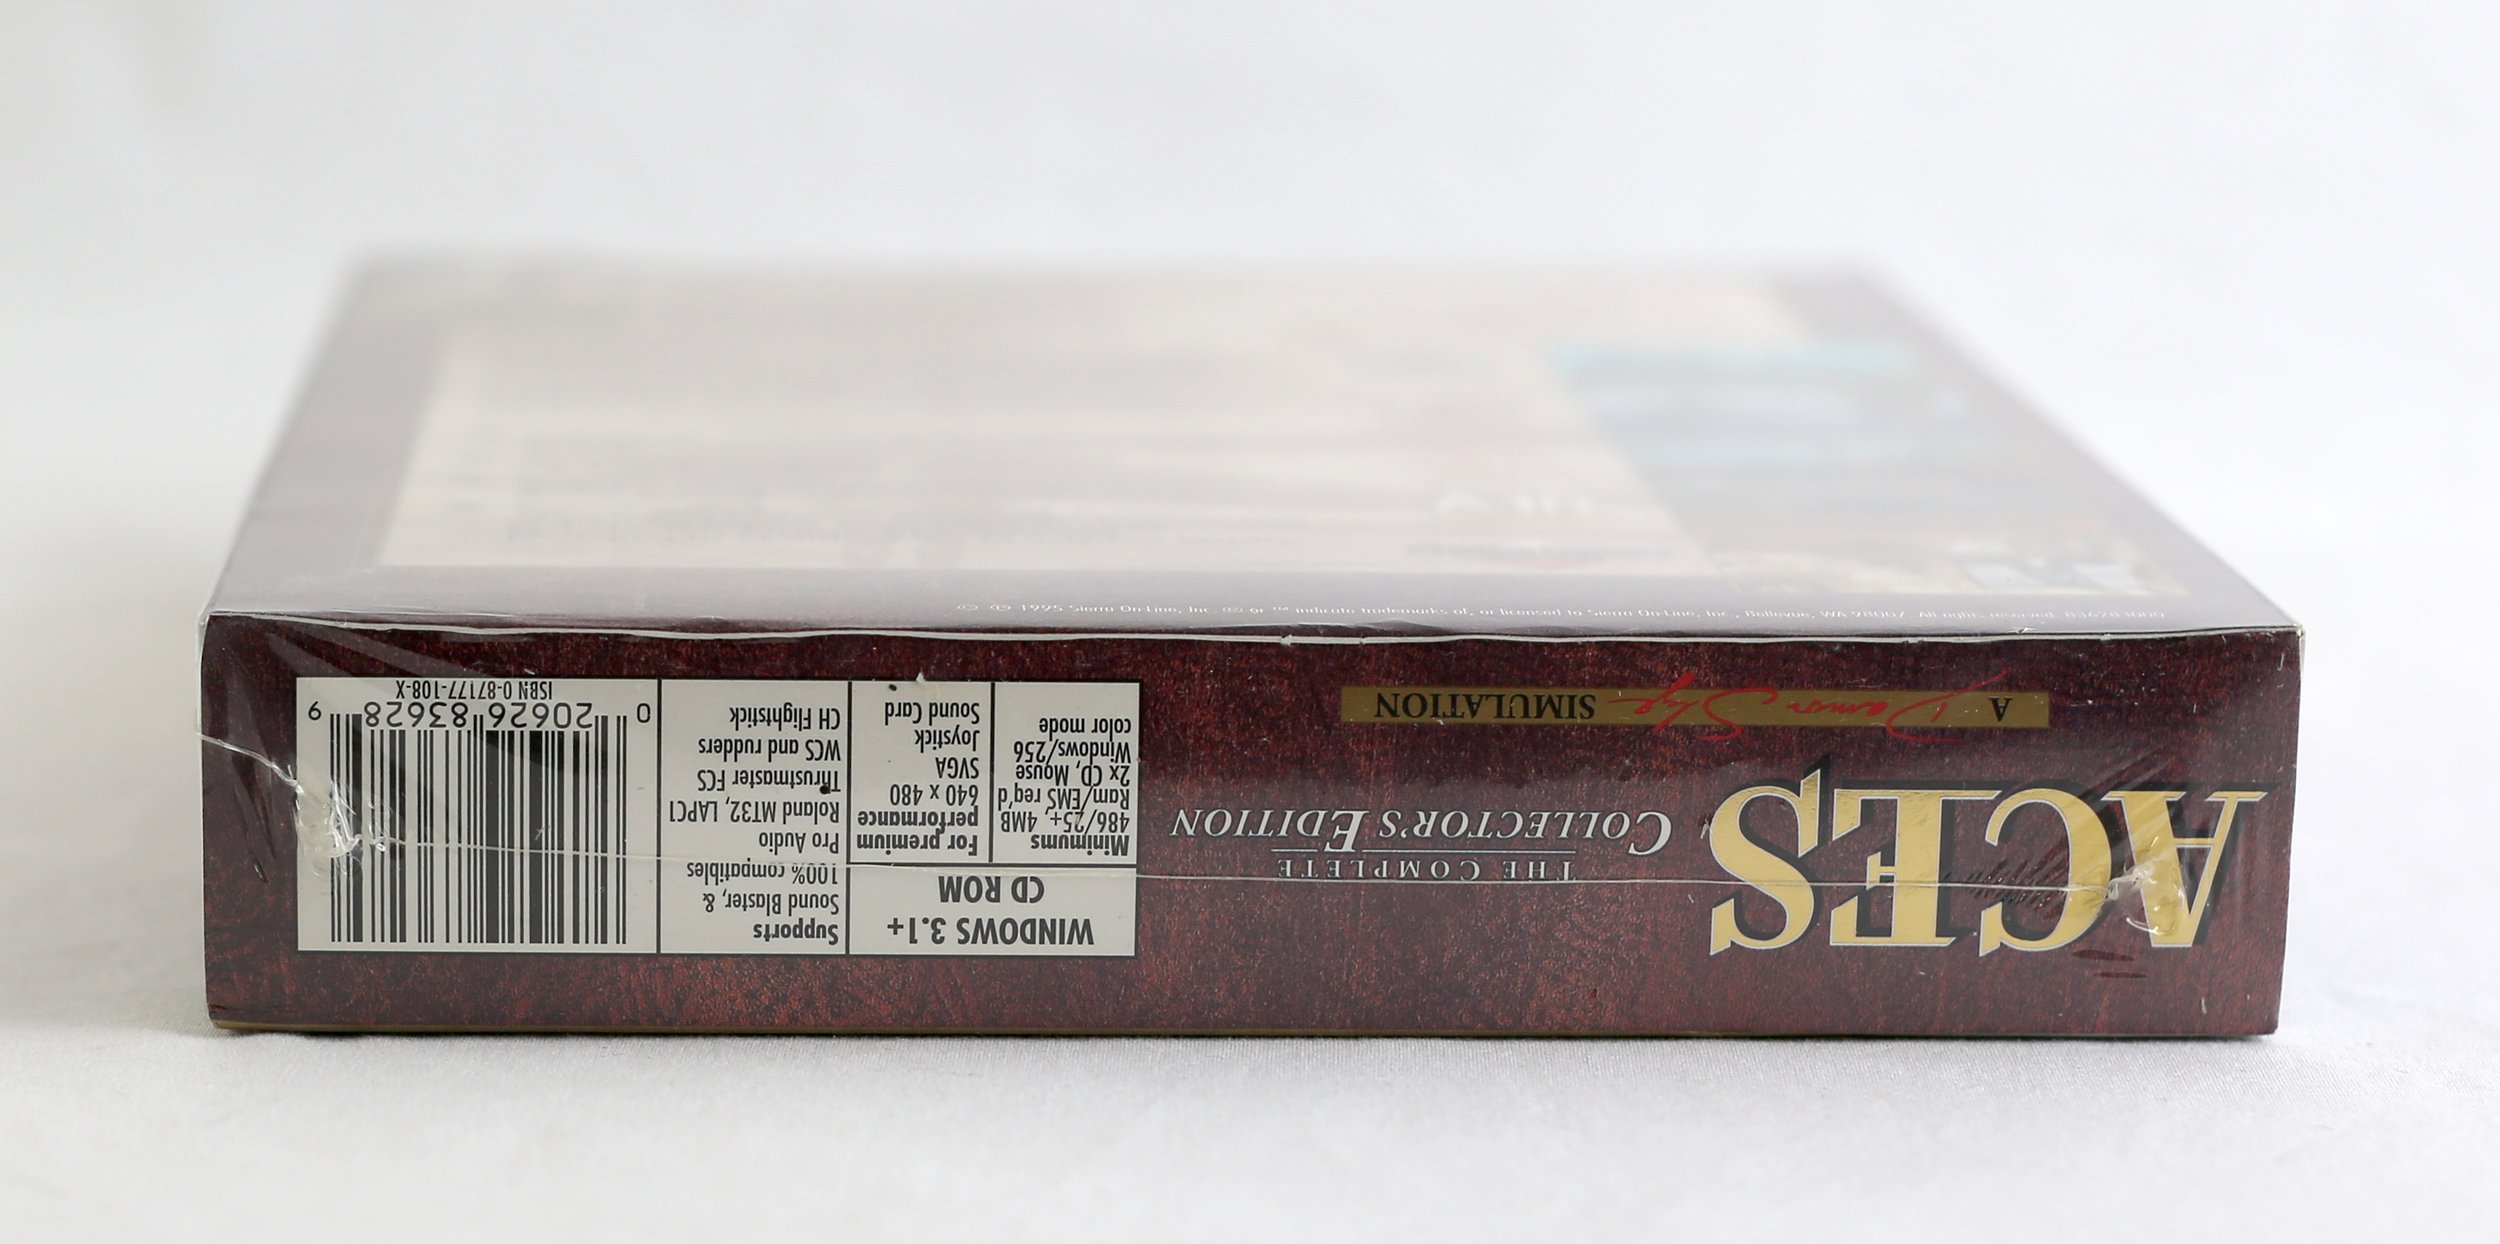 ACES
THE COMPLETE
COLLECTOR'S EDITION
A Damon Slye SIMULATION
WINDOWS 3.1+
CD ROM
Minimums
486/25+, 4MB
Ram/EMS req'd
2x CD, Mouse
Windows/256
color mode
For premium
performance
640 x 480
SVGA
Joystick
Sound Card
Supports
Sound Blaster, &
100% compatibles
Pro Audio
Roland MT32, LAPC1
Thrustmaster FCS
WCS and rudders
CH Flightstick
0 20626 83628 9
ISBN 0-87177-108-X
© ® 1995 Sierra On-Line, Inc. ® or ™ indicate trademarks of, or licensed to Sierra On-Line, Inc., Bellevue, WA 98007. All rights reserved.